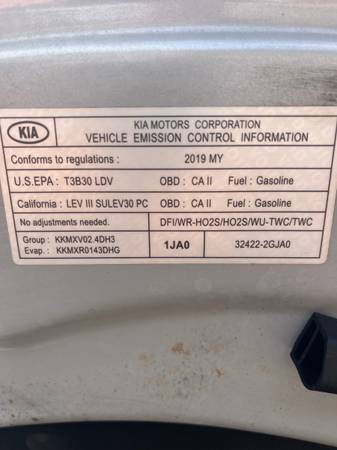 KIA
KIA MOTORS CORPORATION
VEHICLE EMISSION CONTROL INFORMATION
Conforms to regulations : 2019 MY
U.S.EPA : T3B30 LDV OBD : CA II Fuel : Gasoline
California : LEV III SULEV30 PC OBD : CA II Fuel : Gasoline
No adjustments needed. DFI/WR-HO2S/HO2S/WU-TWC/TWC
Group : KKMXV02.4DH3
Evap. : KKMXR0143DHG
1JA0
32422-2GJA0